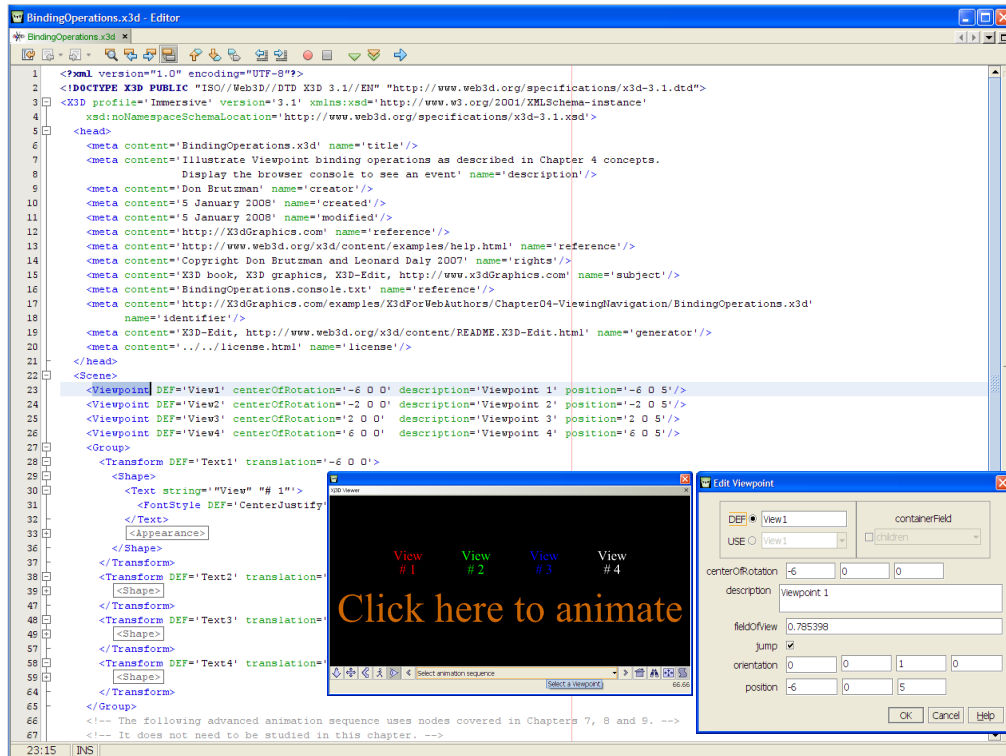 BindingOperations.x3d - Editor
BindingOperations.x3d ×
1 <?xml version="1.0" encoding="UTF-8"?>
2 <!DOCTYPE X3D PUBLIC "ISO//Web3D//DTD X3D 3.1//EN" "http://www.web3d.org/specifications/x3d-3.1.dtd">
3 <X3D profile='Immersive' version='3.1' xmlns:xsd='http://www.w3.org/2001/XMLSchema-instance'
4 xsd:noNamespaceSchemaLocation='http://www.web3d.org/specifications/x3d-3.1.xsd'>
5 <head>
6 <meta content='BindingOperations.x3d' name='title'/>
7 <meta content='Illustrate Viewpoint binding operations as described in Chapter 4 concepts.
8 Display the browser console to see an event' name='description'/>
9 <meta content='Don Brutzman' name='creator'/>
10 <meta content='5 January 2008' name='created'/>
11 <meta content='5 January 2008' name='modified'/>
12 <meta content='http://X3dGraphics.com' name='reference'/>
13 <meta content='http://www.web3d.org/x3d/content/examples/help.html' name='reference'/>
14 <meta content='Copyright Don Brutzman and Leonard Daly 2007' name='rights'/>
15 <meta content='X3D book, X3D graphics, X3D-Edit, http://www.x3dGraphics.com' name='subject'/>
16 <meta content='BindingOperations.console.txt' name='reference'/>
17 <meta content='http://X3dGraphics.com/examples/X3dForWebAuthors/Chapter04-ViewingNavigation/BindingOperations.x3d'
18 name='identifier'/>
19 <meta content='X3D-Edit, http://www.web3d.org/x3d/content/README.X3D-Edit.html' name='generator'/>
20 <meta content='../../license.html' name='license'/>
21 </head>
22 <Scene>
23 <Viewpoint DEF='View1' centerOfRotation='-6 0 0' description='Viewpoint 1' position='-6 0 5'/>
24 <Viewpoint DEF='View2' centerOfRotation='-2 0 0' description='Viewpoint 2' position='-2 0 5'/>
25 <Viewpoint DEF='View3' centerOfRotation='2 0 0' description='Viewpoint 3' position='2 0 5'/>
26 <Viewpoint DEF='View4' centerOfRotation='6 0 0' description='Viewpoint 4' position='6 0 5'/>
27 <Group>
28 <Transform DEF='Text1' translation='-6 0 0'>
29 <Shape>
30 <Text string='"View" "# 1"'>
31 <FontStyle DEF='CenterJustify'
32 </Text>
33 <Appearance>
36 </Shape>
37 </Transform>
38 <Transform DEF='Text2' translation='
39 <Shape>
47 </Transform>
48 <Transform DEF='Text3' translation='
49 <Shape>
57 </Transform>
58 <Transform DEF='Text4' translation='
59 <Shape>
64 </Transform>
65 </Group>
66 <!-- The following advanced animation sequence uses nodes covered in Chapters 7, 8 and 9. -->
67 <!-- It does not need to be studied in this chapter. -->
23:15 INS
X3D Viewer ×
View View View View
# 1 # 2 # 3 # 4
Click here to animate
Select animation sequence
Select a Viewpoint
66.66
Edit Viewpoint
DEF View1
containerField
USE View1
children
centerOfRotation -6 0 0
description Viewpoint 1
fieldOfView 0.785398
jump
orientation 0 0 1 0
position -6 0 5
OK Cancel Help